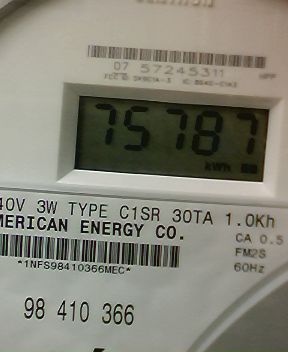 07 57245311
75787
kWh
40V 3W TYPE C1SR 30TA 1.0Kh
MERICAN ENERGY CO.
CA 0.5
FM2S
*1NFS98410366MEC*
60Hz
98 410 366